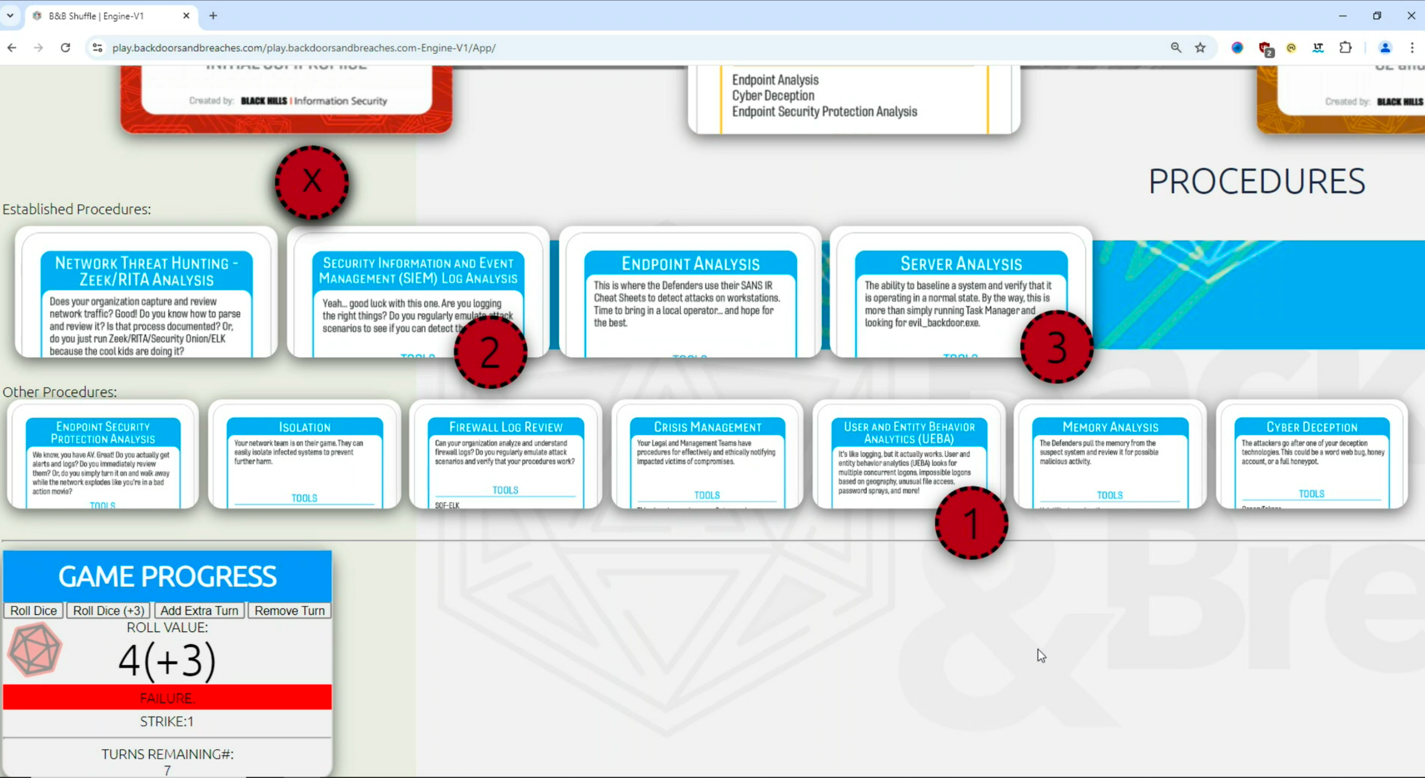 B&B Shuffle | Engine-V1
play.backdoorsandbreaches.com/play.backdoorsandbreaches.com-Engine-V1/App/
2
INITIAL COMPROMISE
Created by: BLACK HILLS | Information Security
Endpoint Analysis
Cyber Deception
Endpoint Security Protection Analysis
C2 and
Created by: BLACK HILLS
PROCEDURES
X
Established Procedures:
NETWORK THREAT HUNTING -
ZEEK/RITA ANALYSIS
Does your organization capture and review
network traffic? Good! Do you know how to parse
and review it? Is that process documented? Or,
do you just run Zeek/RITA/Security Onion/ELK
because the cool kids are doing it?
SECURITY INFORMATION AND EVENT
MANAGEMENT (SIEM) LOG ANALYSIS
Yeah... good luck with this one. Are you logging
the right things? Do you regularly emulate attack
scenarios to see if you can detect
TOOLS
2
ENDPOINT ANALYSIS
This is where the Defenders use their SANS IR
Cheat Sheets to detect attacks on workstations.
Time to bring in a local operator... and hope for
the best.
TOOLS
SERVER ANALYSIS
The ability to baseline a system and verify that it
is operating in a normal state. By the way, this is
more than simply running Task Manager and
looking for evil_backdoor.exe.
TOOLS
3
Other Procedures:
ENDPOINT SECURITY
PROTECTION ANALYSIS
We know, you have AV. Great! Do you actually get
alerts and logs? Do you immediately review
them? Or, do you simply turn it on and walk away
while the network explodes like you're in a bad
action movie?
TOOLS
ISOLATION
Your network team is on their game. They can
easily isolate infected systems to prevent
further harm.
TOOLS
FIREWALL LOG REVIEW
Can your organization analyze and understand
firewall logs? Do you regularly emulate attack
scenarios and verify that your procedures work?
TOOLS
SOF-ELK
CRISIS MANAGEMENT
Your Legal and Management Teams have
procedures for effectively and ethically notifying
impacted victims of compromises.
TOOLS
USER AND ENTITY BEHAVIOR
ANALYTICS (UEBA)
It's like logging, but it actually works. User and
entity behavior analytics (UEBA) looks for
multiple concurrent logons, impossible logons
based on geography, unusual file access,
password sprays, and more!
1
MEMORY ANALYSIS
The Defenders pull the memory from the
suspect system and review it for possible
malicious activity.
TOOLS
CYBER DECEPTION
The attackers go after one of your deception
technologies. This could be a word web bug, honey
account, or a full honeypot.
TOOLS
GAME PROGRESS
Roll Dice Roll Dice (+3) Add Extra Turn Remove Turn
ROLL VALUE:
4(+3)
FAILURE.
STRIKE:1
TURNS REMAINING#:
7